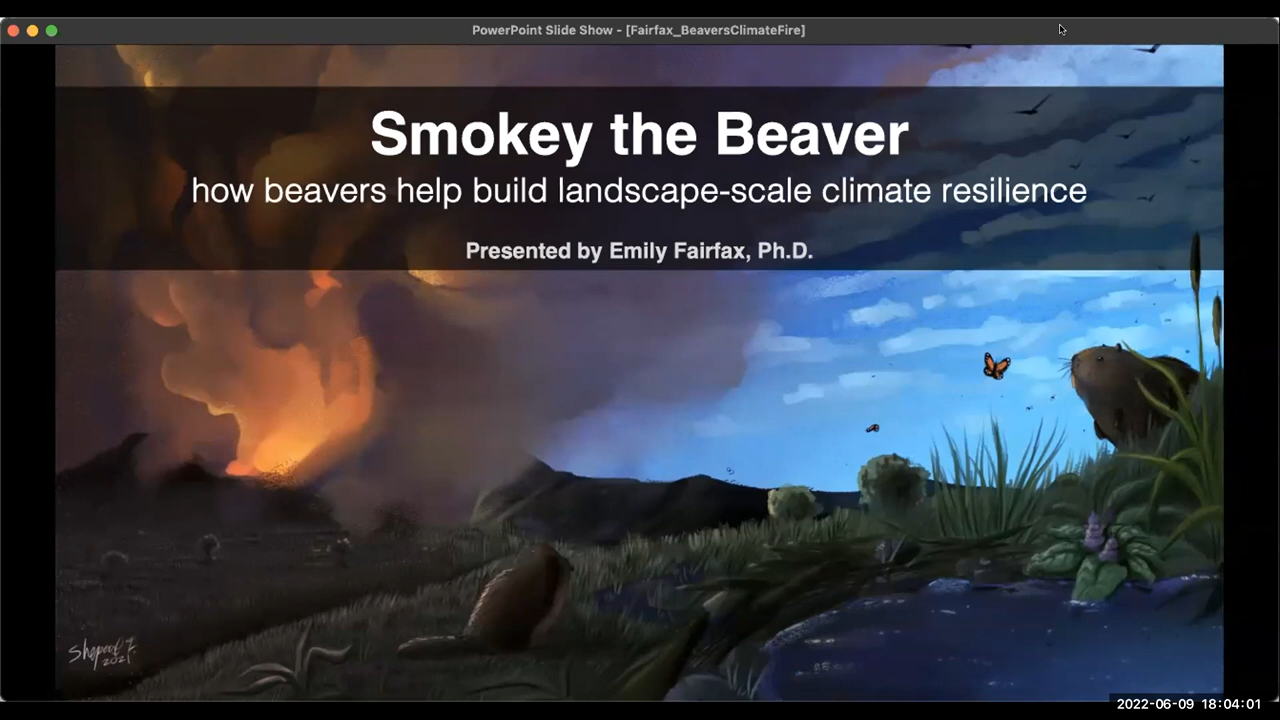 PowerPoint Slide Show - [Fairfax_BeaversClimateFire]
Smokey the Beaver
how beavers help build landscape-scale climate resilience
Presented by Emily Fairfax, Ph.D.
2021
2022-06-09 18:04:01